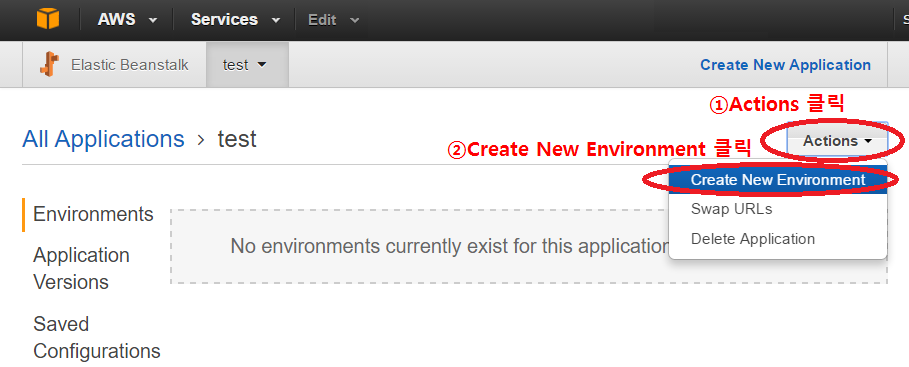 AWS Services Edit S
Elastic Beanstalk test Create New Application
①Actions 클릭
All Applications > test Actions
②Create New Environment 클릭
Create New Environment
Swap URLs
Delete Application
Environments
No environments currently exist for this application
Application
Versions
Saved
Configurations